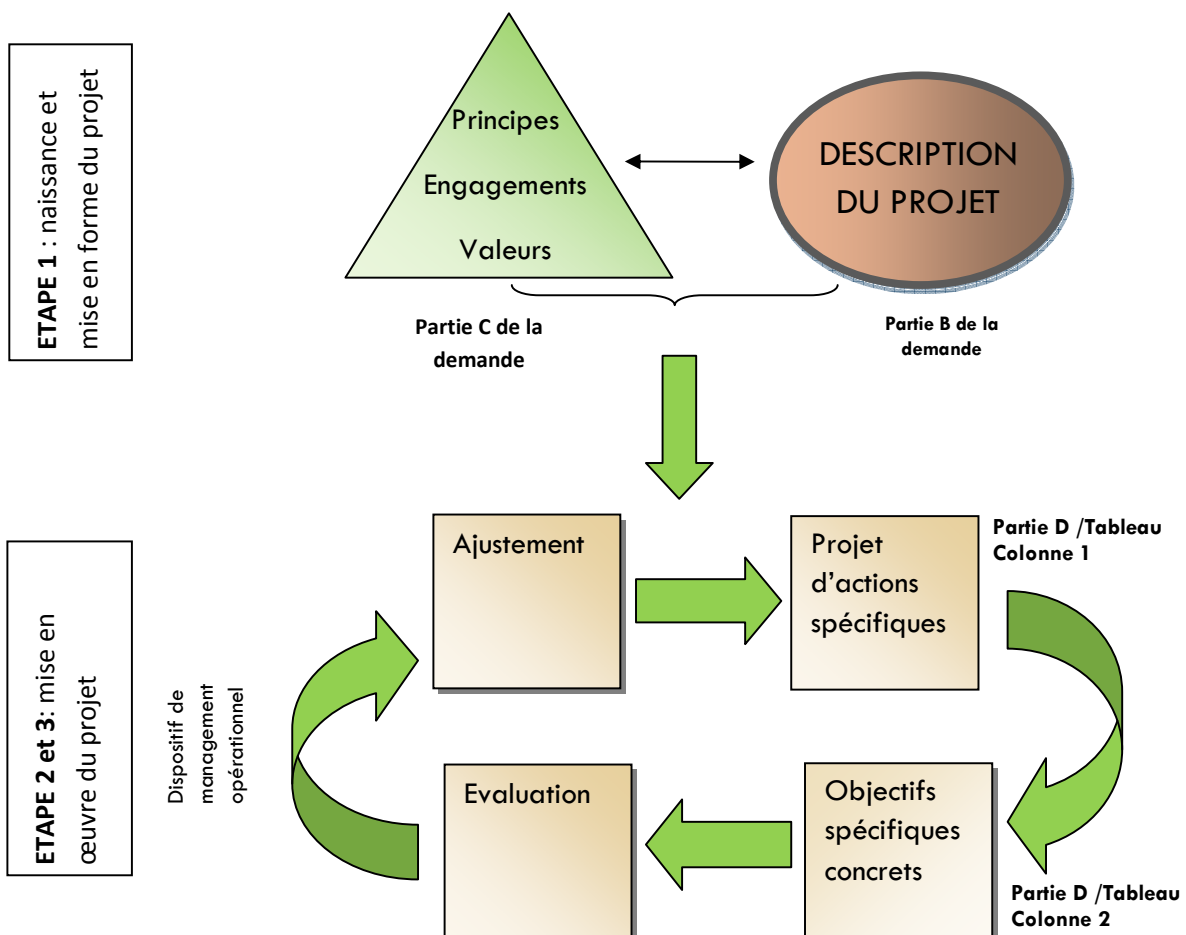 ETAPE 1 : naissance et
mise en forme du projet
Principes
Engagements
Valeurs
DESCRIPTION
DU PROJET
Partie C de la
demande
Partie B de la
demande
ETAPE 2 et 3: mise en
œuvre du projet
Dispositif de
management
opérationnel
Ajustement
Projet
d’actions
spécifiques
Partie D /Tableau
Colonne 1
Evaluation
Objectifs
spécifiques
concrets
Partie D /Tableau
Colonne 2